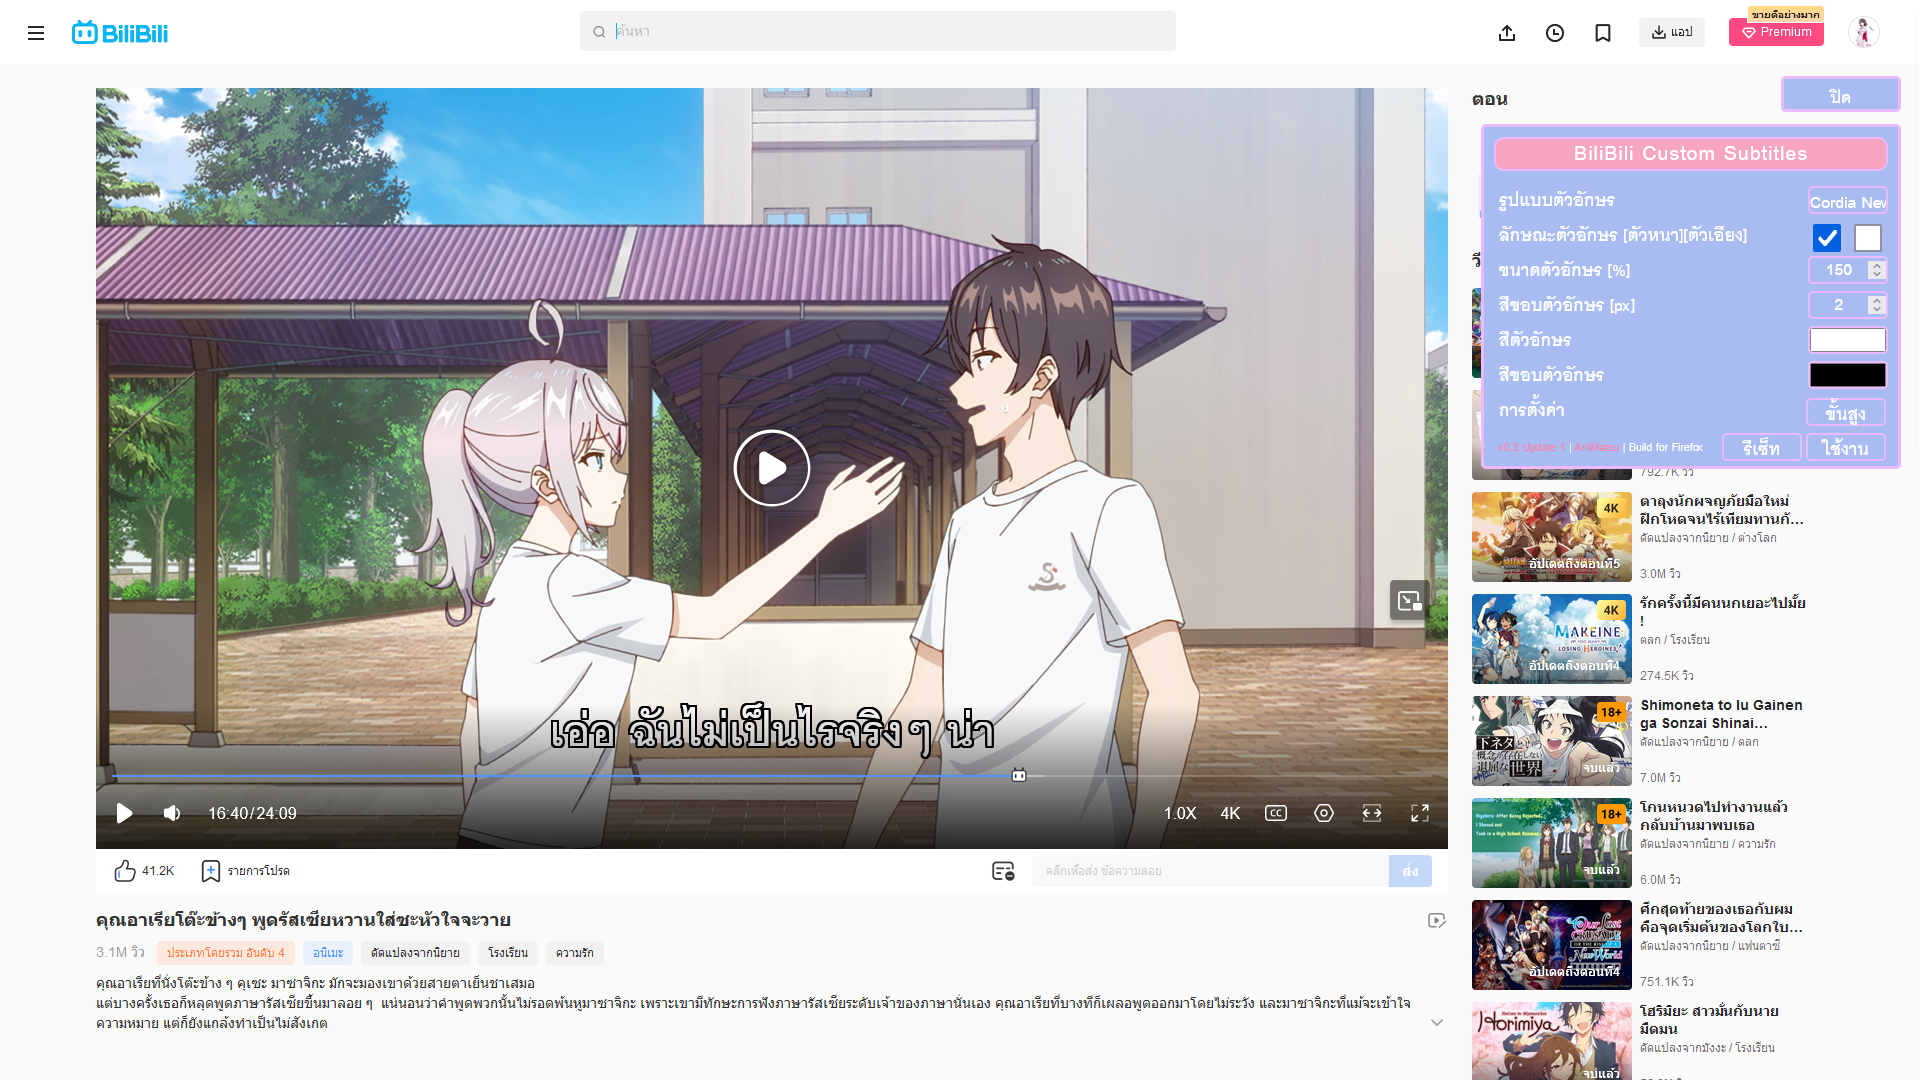 BiliBili
ค้นหา
แอป
ขายดีอย่างมาก
Premium
ตอน
ปิด
BiliBili Custom Subtitles
รูปแบบตัวอักษร
Cordia New
ลักษณะตัวอักษร [ตัวหนา][ตัวเอียง]
ขนาดตัวอักษร [%]
150
สีขอบตัวอักษร [px]
2
สีตัวอักษร
สีขอบตัวอักษร
การตั้งค่า
ขั้นสูง
v0.3 Update 1 | AniMatsu | Build for Firefox
รีเซ็ท
ใช้งาน
792.7K วิว
4K
อัปเดตถึงตอนที่5
ตาลุงนักผจญภัยมือใหม่
ฝึกโหดจนไร้เทียมทานกั...
ดัดแปลงจากนิยาย / ต่างโลก
3.0M วิว
4K
MAKEINE
TOO MANY
LOSING HEROINES!
อัปเดตถึงตอนที่4
รักครั้งนี้มีคนนกเยอะไปมั้ย
!
ตลก / โรงเรียน
274.5K วิว
18+
下ネタという
概念が存在しない
退屈な世界
จบแล้ว
Shimoneta to Iu Gainen
ga Sonzai Shinai...
ดัดแปลงจากนิยาย / ตลก
7.0M วิว
18+
Higehiro: After Being Rejected,
I Shaved and
Took in a High School Runaway
จบแล้ว
โกนหนวดไปทำงานแล้ว
กลับบ้านมาพบเธอ
ดัดแปลงจากนิยาย / ความรัก
6.0M วิว
Our Last
CRUSADE
OR THE RISE OF A
New World
อัปเดตถึงตอนที่4
ศึกสุดท้ายของเธอกับผม
คือจุดเริ่มต้นของโลกใบ...
ดัดแปลงจากนิยาย / แฟนตาซี
751.1K วิว
Horimiya
จบแล้ว
โฮริมิยะ สาวมั่นกับนาย
มืดมน
ดัดแปลงจากมังงะ / โรงเรียน
เอ่อ ฉันไม่เป็นไรจริงๆ น่า
16:40/24:09
1.0X
4K
CC
41.2K
รายการโปรด
คลิกเพื่อส่ง ข้อความลอย
ส่ง
คุณอาเรียโต๊ะข้างๆ พูดรัสเซียหวานใส่ซะหัวใจจะวาย
3.1M วิว
ประเภทโดยรวม อันดับ 4
อนิเมะ
ดัดแปลงจากนิยาย
โรงเรียน
ความรัก
คุณอาเรียที่นั่งโต๊ะข้าง ๆ คุเซะ มาซาจิกะ มักจะมองเขาด้วยสายตาเย็นชาเสมอ
แต่บางครั้งเธอก็หลุดพูดภาษารัสเซียขึ้นมาลอย ๆ แน่นอนว่าคำพูดพวกนั้นไม่รอดพ้นหูมาซาจิกะ เพราะเขามีทักษะการฟังภาษารัสเซียระดับเจ้าของภาษานั่นเอง คุณอาเรียที่บางทีก็เผลอพูดออกมาโดยไม่ระวัง และมาซาจิกะที่แม้จะเข้าใจ
ความหมาย แต่ก็ยังแกล้งทำเป็นไม่สังเกต